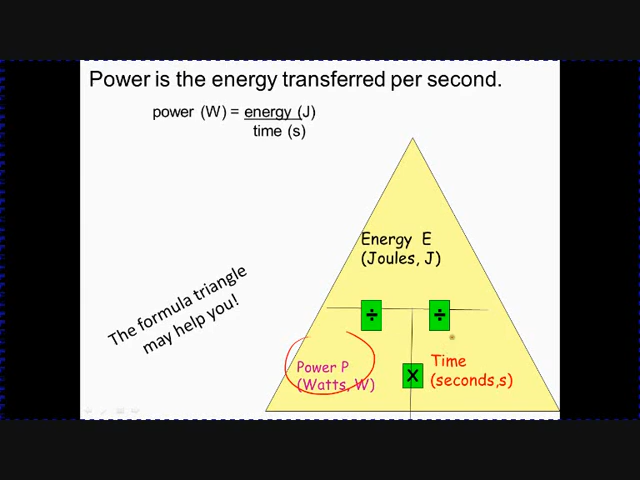 Power is the energy transferred per second.
power (W) = energy (J)
time (s)
Energy E
(Joules, J)
The formula triangle
may help you!
÷ ÷
Power P
(Watts, W)
X
Time
(seconds,s)